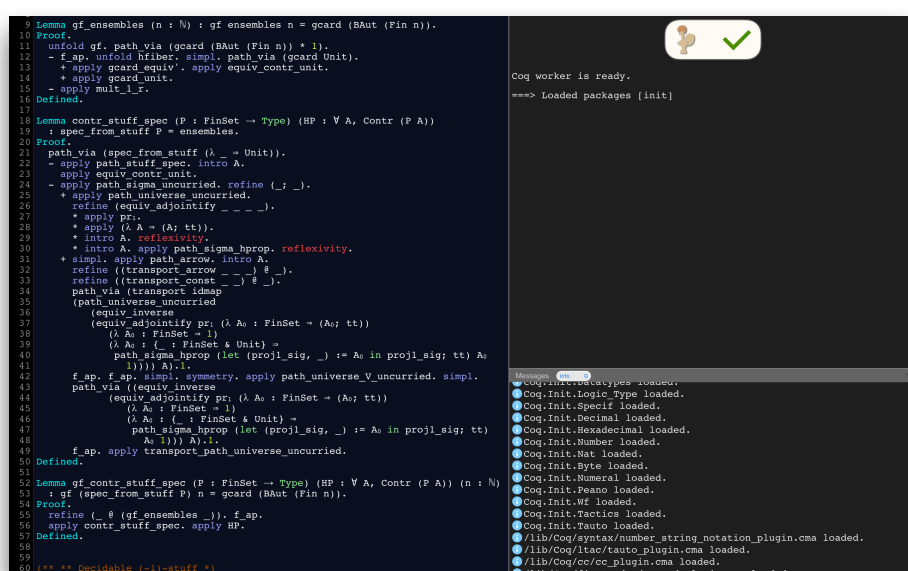 9 Lemma gf_ensembles (n : ℕ) : gf ensembles n = gcard (BAut (Fin n)).
10 Proof.
11 unfold gf. path_via (gcard (BAut (Fin n)) * 1).
12 - f_ap. unfold hfiber. simpl. path_via (gcard Unit).
13 + apply gcard_equiv'. apply equiv_contr_unit.
14 + apply gcard_unit.
15 - apply mult_1_r.
16 Defined.
17
18 Lemma contr_stuff_spec (P : FinSet → Type) (HP : ∀ A, Contr (P A))
19 : spec_from_stuff P = ensembles.
20 Proof.
21 path_via (spec_from_stuff (λ _ ⇒ Unit)).
22 - apply path_stuff_spec. intro A.
23 apply equiv_contr_unit.
24 - apply path_sigma_uncurried. refine (_; _).
25 + apply path_universe_uncurried.
26 refine (equiv_adjointify _ _ _ _).
27 * apply pr₁.
28 * apply (λ A ⇒ (A; tt)).
29 * intro A. reflexivity.
30 * intro A. apply path_sigma_hprop. reflexivity.
31 + simpl. apply path_arrow. intro A.
32 refine ((transport_arrow _ _ _) @ _).
33 refine ((transport_const _ _) @ _).
34 path_via (transport idmap
35 (path_universe_uncurried
36 (equiv_inverse
37 (equiv_adjointify pr₁ (λ A₀ : FinSet ⇒ (A₀; tt))
38 (λ A₀ : FinSet ⇒ 1)
39 (λ A₀ : {_ : FinSet & Unit} ⇒
40 path_sigma_hprop (let (proj1_sig, _) := A₀ in proj1_sig; tt) A₀
41 1)))) A).1.
42 f_ap. f_ap. simpl. symmetry. apply path_universe_V_uncurried. simpl.
43 path_via ((equiv_inverse
44 (equiv_adjointify pr₁ (λ A₀ : FinSet ⇒ (A₀; tt))
45 (λ A₀ : FinSet ⇒ 1)
46 (λ A₀ : {_ : FinSet & Unit} ⇒
47 path_sigma_hprop (let (proj1_sig, _) := A₀ in proj1_sig; tt)
48 A₀ 1))) A).1.
49 f_ap. apply transport_path_universe_uncurried.
50 Defined.
51
52 Lemma gf_contr_stuff_spec (P : FinSet → Type) (HP : ∀ A, Contr (P A)) (n : ℕ)
53 : gf (spec_from_stuff P) n = gcard (BAut (Fin n)).
54 Proof.
55 refine (_ @ (gf_ensembles _)). f_ap.
56 apply contr_stuff_spec. apply HP.
57 Defined.
58
59
60 (** ** Decidable (-1)-stuff *)
Coq worker is ready.
===> Loaded packages [init]
Messages Info
Coq.Init.Datatypes loaded.
Coq.Init.Logic_Type loaded.
Coq.Init.Specif loaded.
Coq.Init.Decimal loaded.
Coq.Init.Hexadecimal loaded.
Coq.Init.Number loaded.
Coq.Init.Nat loaded.
Coq.Init.Byte loaded.
Coq.Init.Numeral loaded.
Coq.Init.Peano loaded.
Coq.Init.Wf loaded.
Coq.Init.Tactics loaded.
Coq.Init.Tauto loaded.
/lib/Coq/syntax/number_string_notation_plugin.cma loaded.
/lib/Coq/ltac/tauto_plugin.cma loaded.
/lib/Coq/cc/cc_plugin.cma loaded.